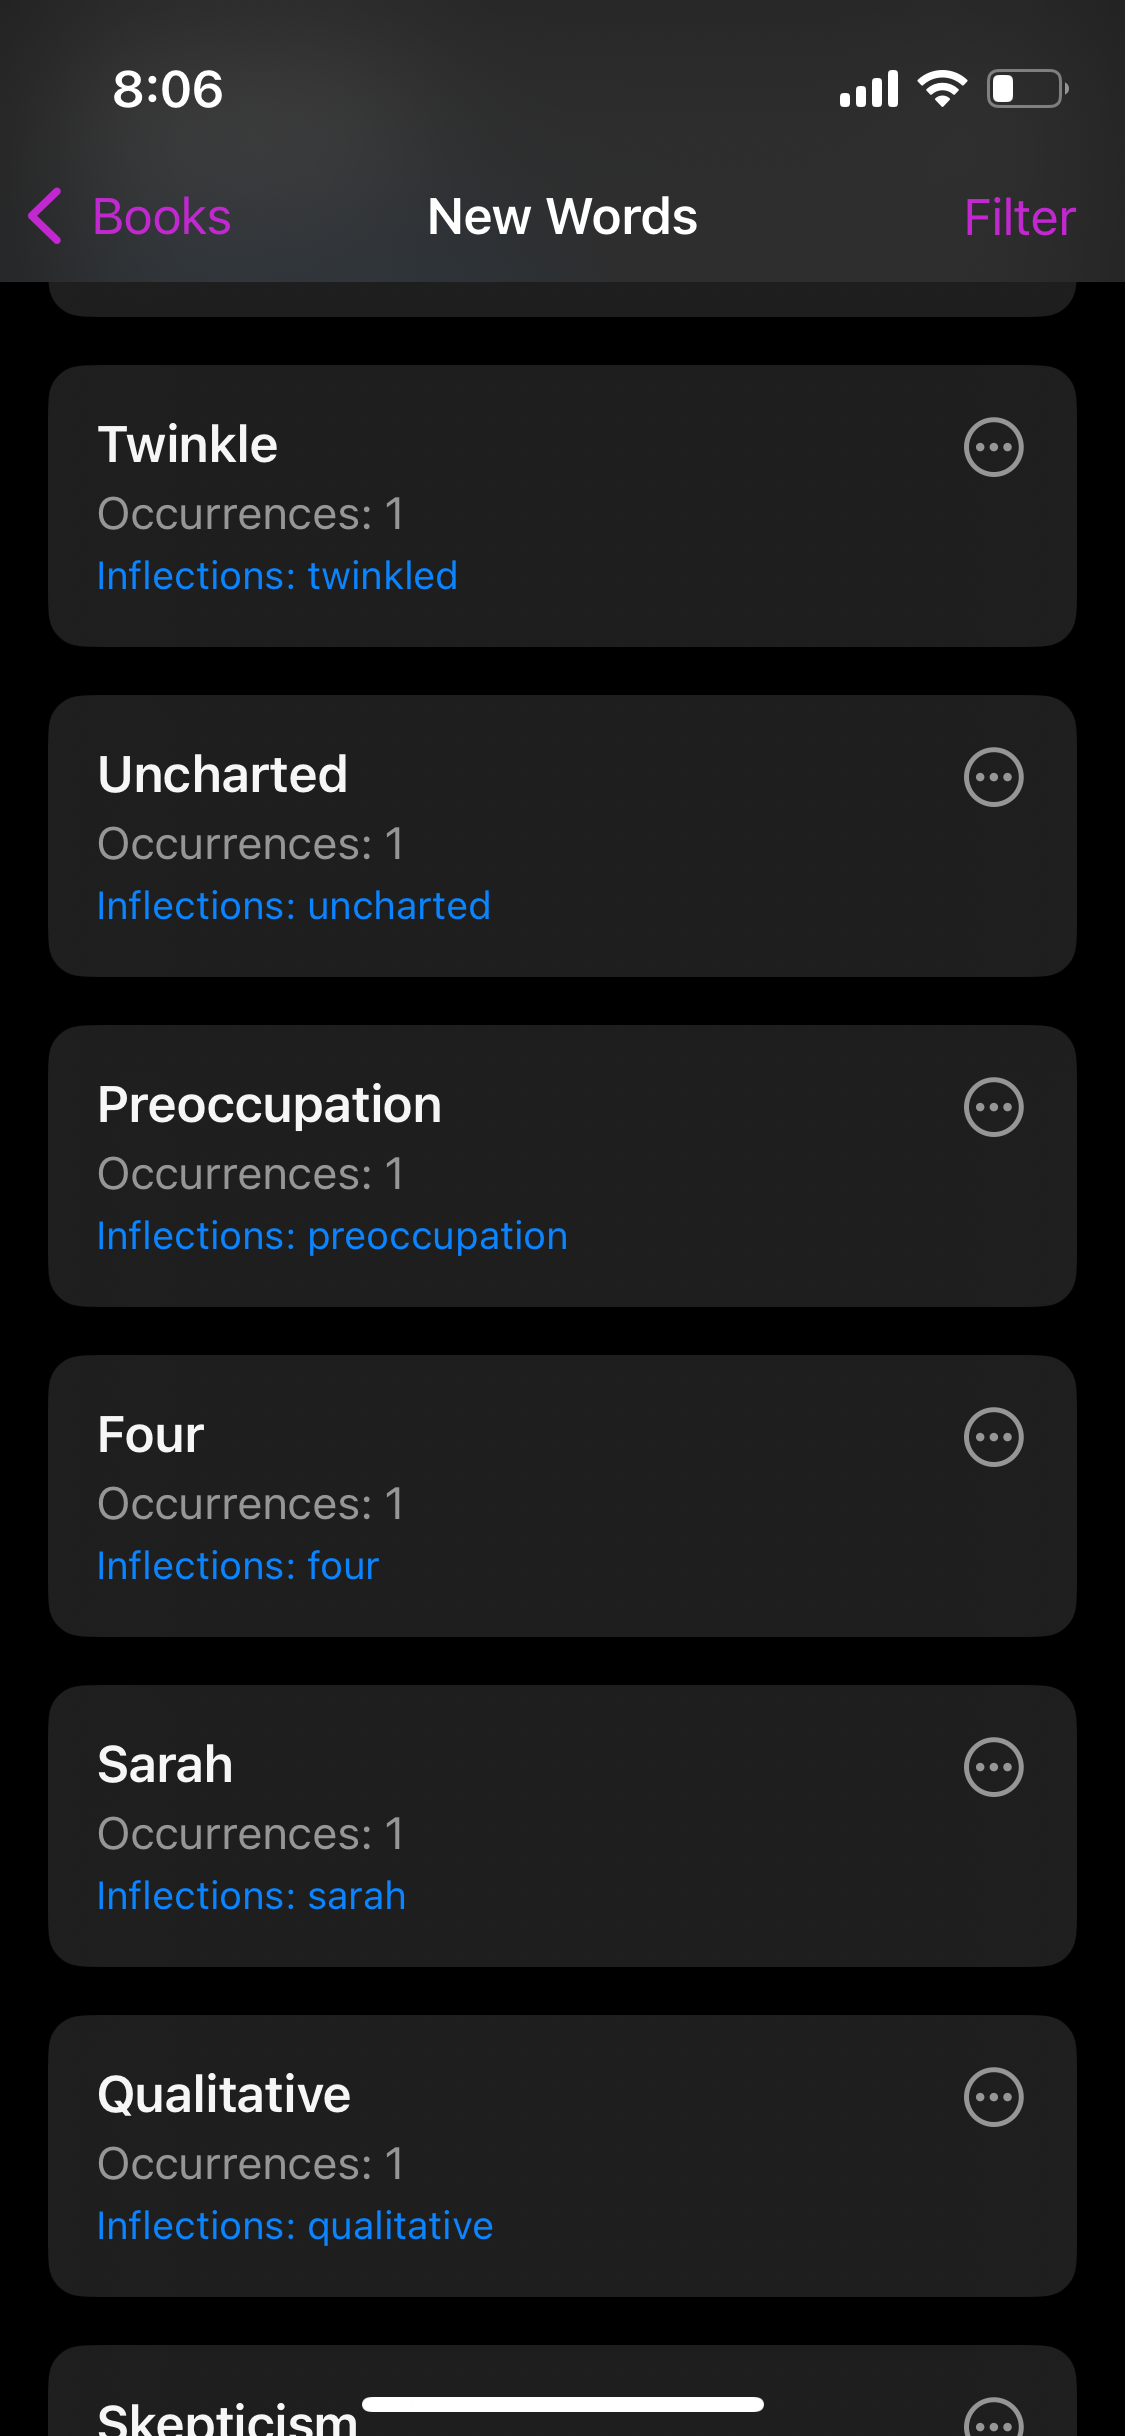 8:06
Books
New Words
Filter
Twinkle
Occurrences: 1
Inflections: twinkled
Uncharted
Occurrences: 1
Inflections: uncharted
Preoccupation
Occurrences: 1
Inflections: preoccupation
Four
Occurrences: 1
Inflections: four
Sarah
Occurrences: 1
Inflections: sarah
Qualitative
Occurrences: 1
Inflections: qualitative
Skepticism